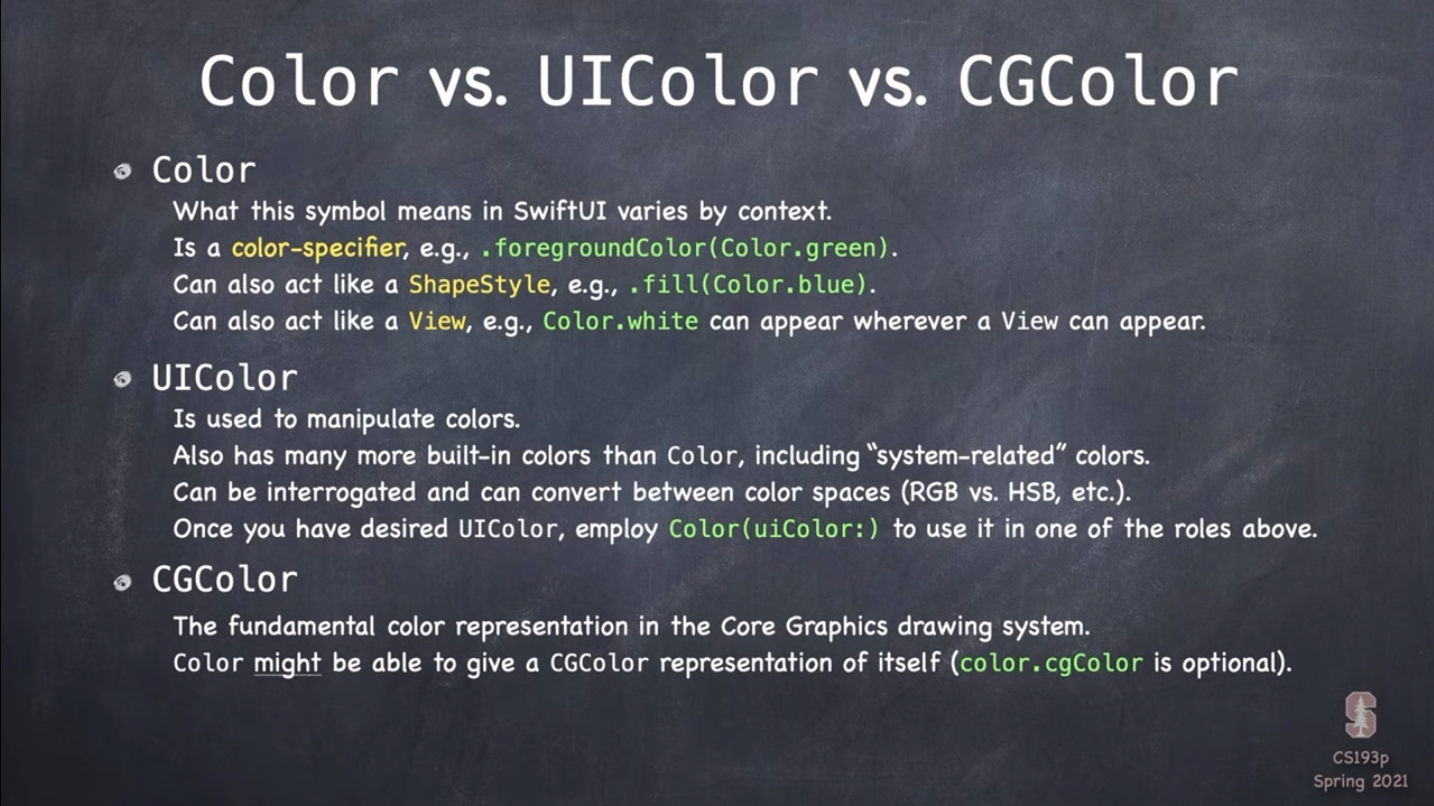 Color vs. UIColor vs. CGColor
Color
What this symbol means in SwiftUI varies by context.
Is a color-specifier, e.g., .foregroundColor(Color.green).
Can also act like a ShapeStyle, e.g., .fill(Color.blue).
Can also act like a View, e.g., Color.white can appear wherever a View can appear.
UIColor
Is used to manipulate colors.
Also has many more built-in colors than Color, including “system-related” colors.
Can be interrogated and can convert between color spaces (RGB vs. HSB, etc.).
Once you have desired UIColor, employ Color(uiColor:) to use it in one of the roles above.
CGColor
The fundamental color representation in the Core Graphics drawing system.
Color might be able to give a CGColor representation of itself (color.cgColor is optional).
S
CS193p
Spring 2021